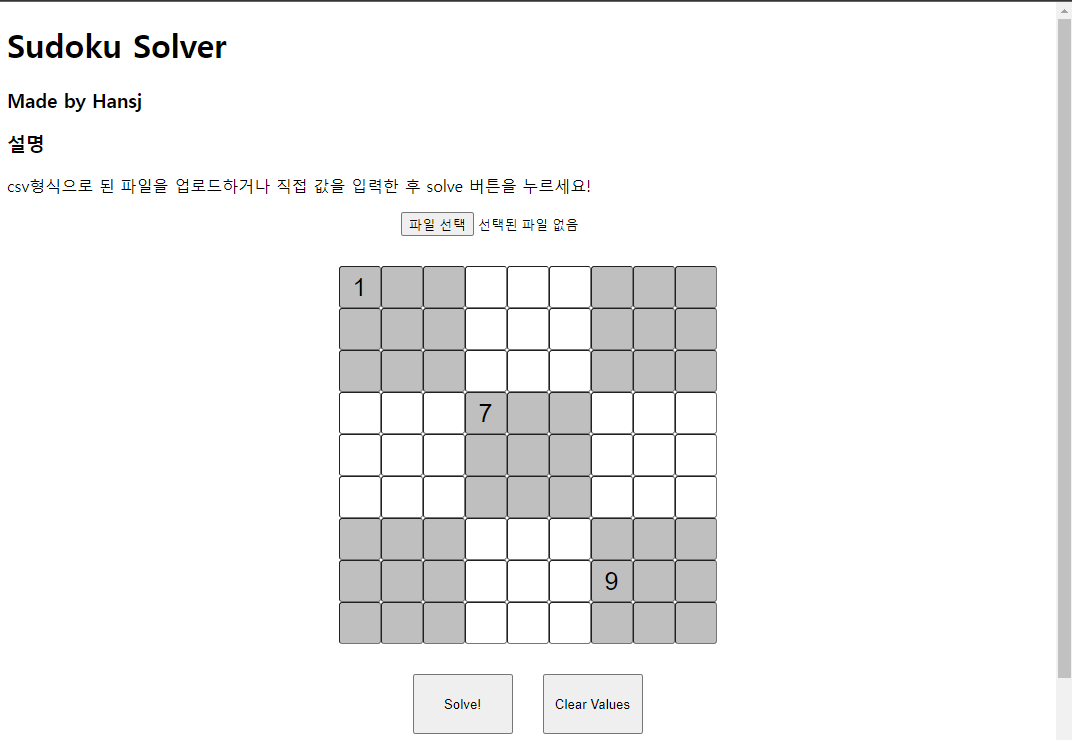 Sudoku Solver
Made by Hansj
설명
csv형식으로 된 파일을 업로드하거나 직접 값을 입력한 후 solve 버튼을 누르세요!
파일 선택 선택된 파일 없음
1
7
9
Solve! Clear Values